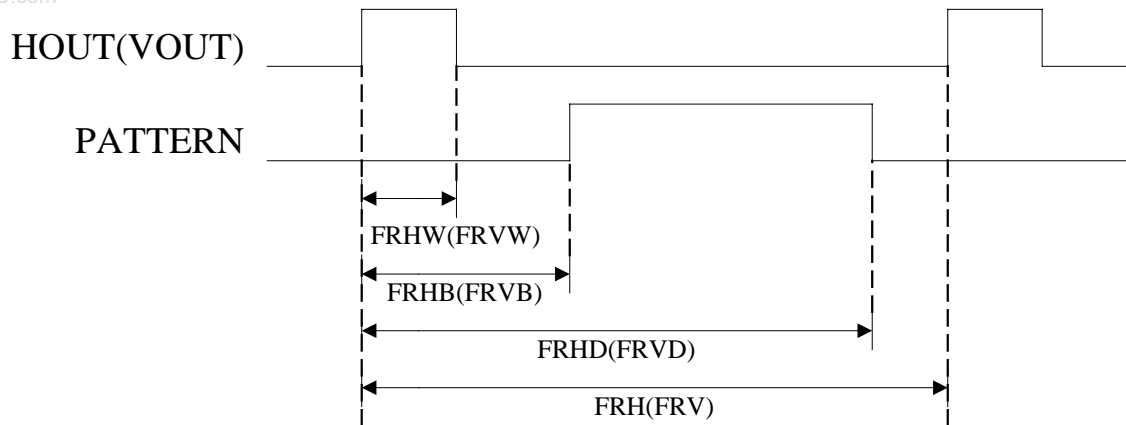 HOUT(VOUT)
PATTERN
FRHW(FRVW)
FRHB(FRVB)
FRHD(FRVD)
FRH(FRV)